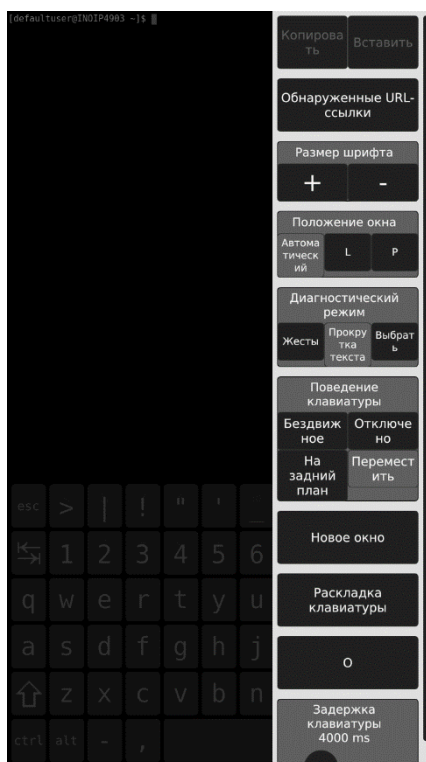 [defaultuser@INOIP4903 ~]$
Копирова
ть
Вставить
Обнаруженные URL-
ссылки
Размер шрифта
+ -
Положение окна
Автома
тическ
ий
L P
Диагностический
режим
Жесты
Прокру
тка
текста
Выбрат
ь
Поведение
клавиатуры
Бездвиж
ное
Отключе
но
На
задний
план
Перемест
ить
Новое окно
Раскладка
клавиатуры
О
Задержка
клавиатуры
4000 ms
esc > | ! " ' _
1 2 3 4 5 6
q w e r t y u
a s d f g h j
z x c v b n
ctrl alt - ,